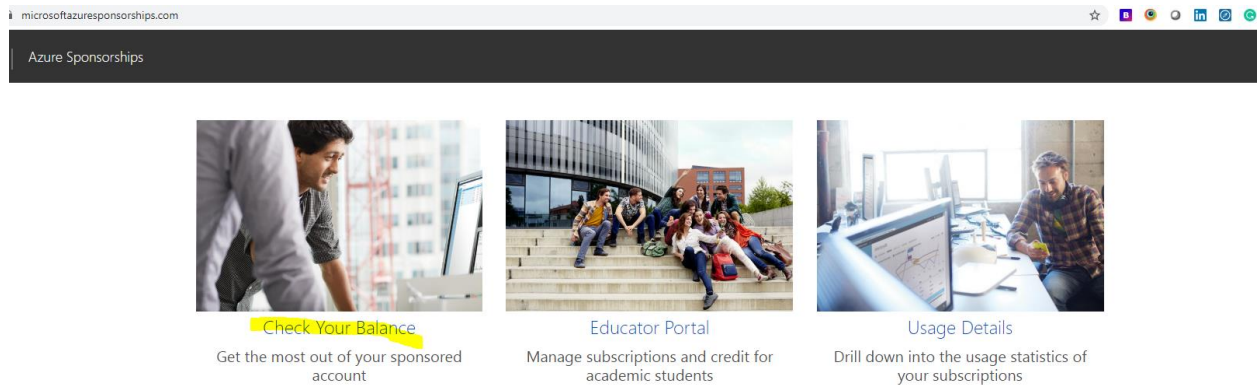 microsoftazuresponsorships.com
Azure Sponsorships
Check Your Balance
Get the most out of your sponsored
account
Educator Portal
Manage subscriptions and credit for
academic students
Usage Details
Drill down into the usage statistics of
your subscriptions